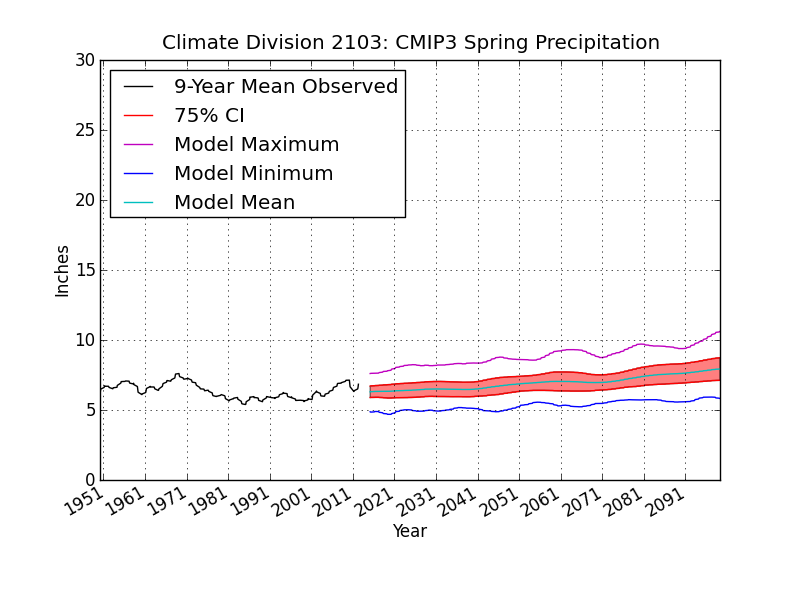 Climate Division 2103: CMIP3 Spring Precipitation
30
25
20
15
10
5
0
Inches
9-Year Mean Observed
75% CI
Model Maximum
Model Minimum
Model Mean
1951 1961 1971 1981 1991 2001 2011 2021 2031 2041 2051 2061 2071 2081 2091
Year